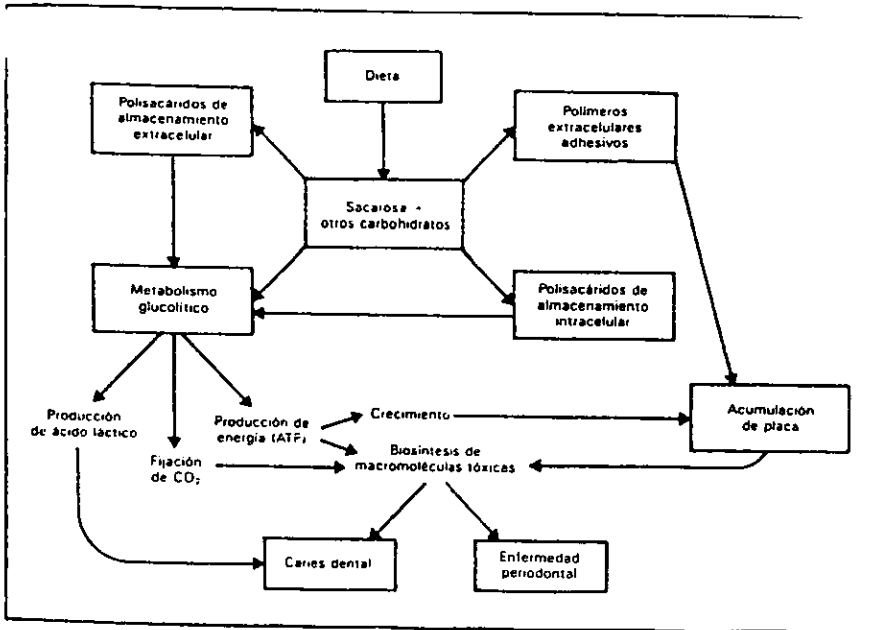 Dieta
Polisacáridos de
almacenamiento
extracelular
Polímeros
extracelulares
adhesivos
Sacarosa +
otros carbohidratos
Metabolismo
glucolítico
Polisacáridos de
almacenamiento
intracelular
Producción
de ácido láctico
Fijación
de CO₂
Producción de
energía (ATF)
Crecimiento
Biosíntesis de
macromoléculas tóxicas
Acumulación
de placa
Caries dental
Enfermedad
periodontal